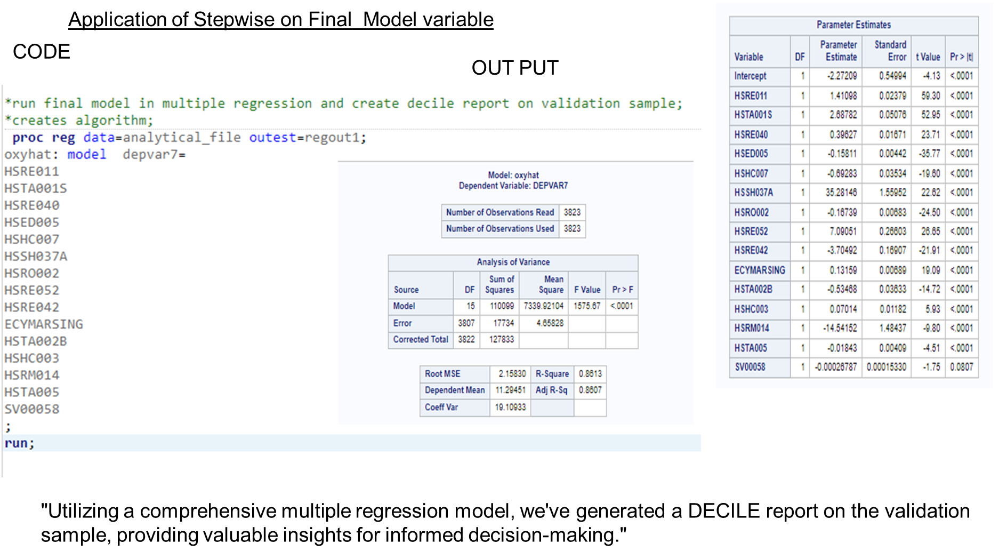 Application of Stepwise on Final Model variable
CODE
OUT PUT
*run final model in multiple regression and create decile report on validation sample;
*creates algorithm;
proc reg data=analytical_file outest=regout1;
oxyhat: model depvar7=
HSRE011
HSTA001S
HSRE040
HSED005
HSHC007
HSSH037A
HSRO002
HSRE052
HSRE042
ECYMARSING
HSTA002B
HSHC003
HSRM014
HSTA005
SV00058
;
run;
Model: oxyhat
Dependent Variable: DEPVAR7
Number of Observations Read 3823
Number of Observations Used 3823
Analysis of Variance
Source DF Sum of Squares Mean Square F Value Pr > F
Model 15 110099 7339.92104 1575.67 <.0001
Error 3807 17734 4.65828
Corrected Total 3822 127833
Root MSE 2.15830 R-Square 0.8613
Dependent Mean 11.29451 Adj R-Sq 0.8607
Coeff Var 19.10933
Parameter Estimates
Variable DF Parameter Estimate Standard Error t Value Pr > |t|
Intercept 1 -2.27209 0.54994 -4.13 <.0001
HSRE011 1 1.41098 0.02379 59.30 <.0001
HSTA001S 1 2.68782 0.05076 52.95 <.0001
HSRE040 1 0.39627 0.01671 23.71 <.0001
HSED005 1 -0.15811 0.00442 -35.77 <.0001
HSHC007 1 -0.69283 0.03534 -19.60 <.0001
HSSH037A 1 35.28146 1.55952 22.62 <.0001
HSRO002 1 -0.16739 0.00683 -24.50 <.0001
HSRE052 1 7.09051 0.26603 26.65 <.0001
HSRE042 1 -3.70492 0.16907 -21.91 <.0001
ECYMARSING 1 0.13159 0.00689 19.09 <.0001
HSTA002B 1 -0.53468 0.03633 -14.72 <.0001
HSHC003 1 0.07014 0.01182 5.93 <.0001
HSRM014 1 -14.54152 1.48437 -9.80 <.0001
HSTA005 1 -0.01843 0.00409 -4.51 <.0001
SV00058 1 -0.00026787 0.00015330 -1.75 0.0807
"Utilizing a comprehensive multiple regression model, we've generated a DECILE report on the validation
sample, providing valuable insights for informed decision-making."